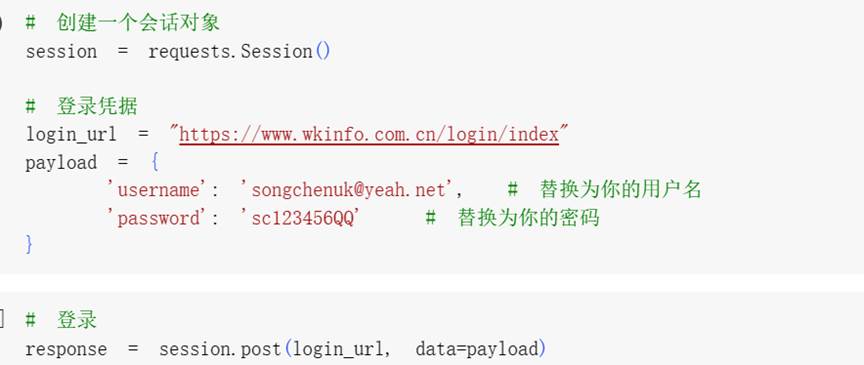 # 创建一个会话对象
session = requests.Session()
# 登录凭据
login_url = "https://www.wkinfo.com.cn/login/index"
payload = {
'username': 'songchenuk@yeah.net', # 替换为你的用户名
'password': 'sc123456QQ' # 替换为你的密码
}
# 登录
response = session.post(login_url, data=payload)